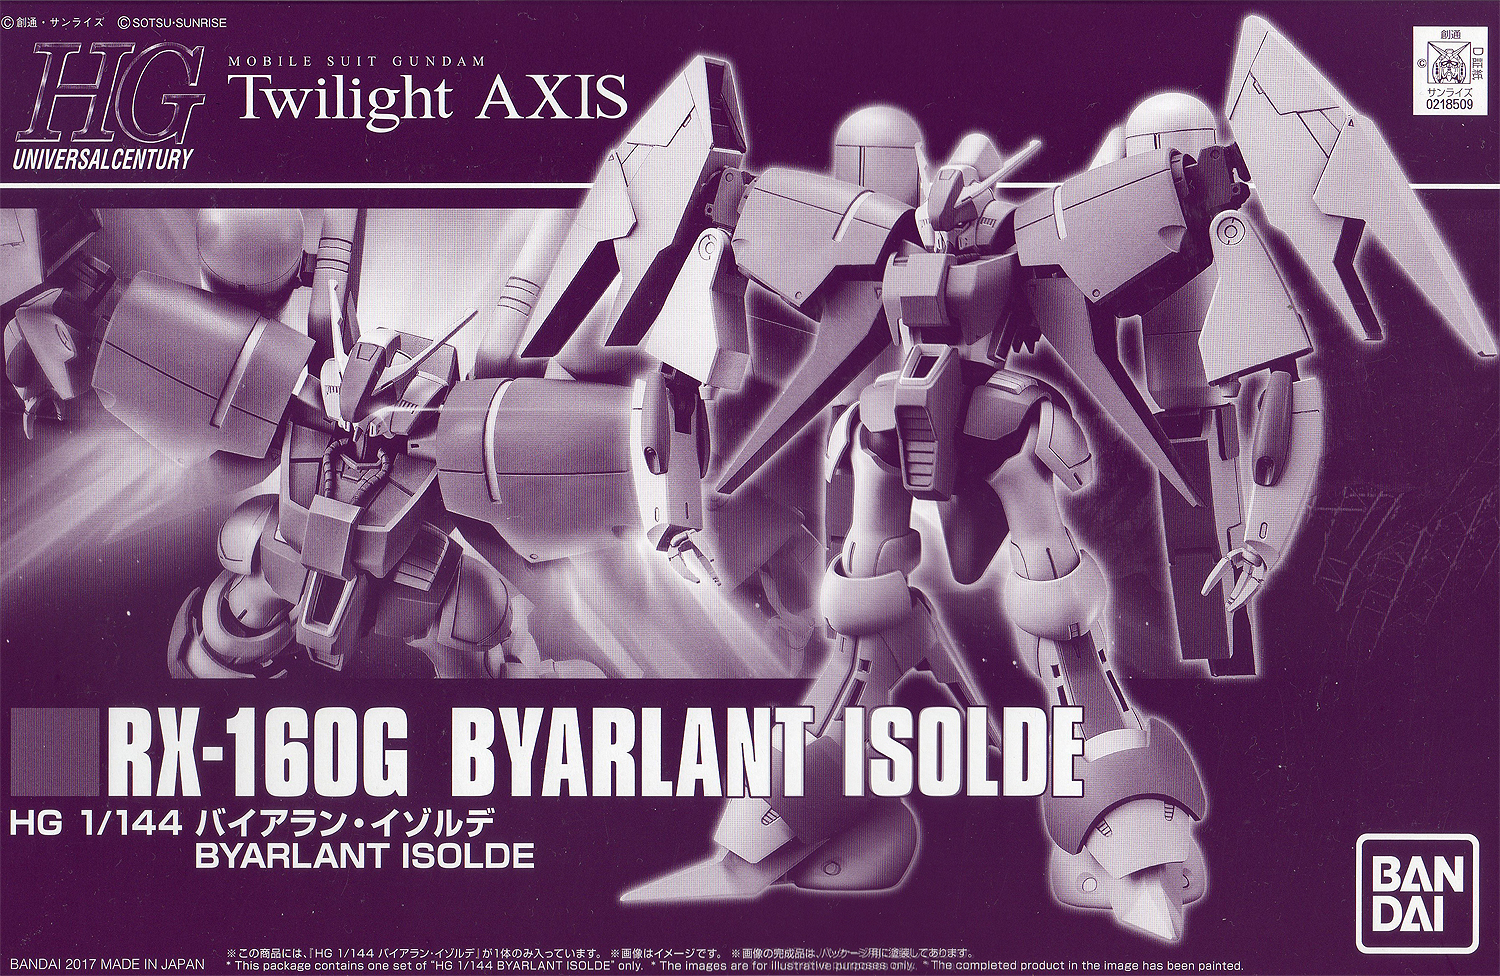 ©創通・サンライズ ©SOTSU・SUNRISE
HG
UNIVERSAL CENTURY
MOBILE SUIT GUNDAM
Twilight AXIS
創通
©
D証紙
サンライズ
0218509
RX-160G BYARLANT ISOLDE
HG 1/144 バイアラン・イゾルデ
BYARLANT ISOLDE
BAN
DAI
※この商品には、『HG 1/144 バイアラン・イゾルデ』が1体のみ入っています。 ※画像はイメージです。 ※画像の完成品は、パッケージ用に塗装してあります。
BANDAI 2017 MADE IN JAPAN
* This package contains one set of "HG 1/144 BYARLANT ISOLDE" only. * The images are for illustrative purposes only. * The completed product in the image has been painted.